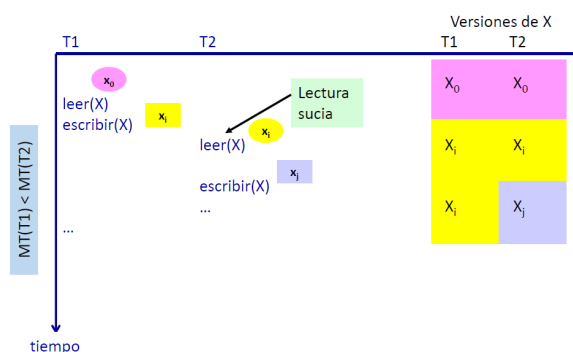 Versiones de X
T1 T2 T1 T2
x0
X0 X0
Lectura
sucia
leer(X)
escribir(X) xi
xi
leer(X)
Xi Xi
xj
escribir(X)
...
Xi Xj
...
MT(T1) < MT(T2)
tiempo